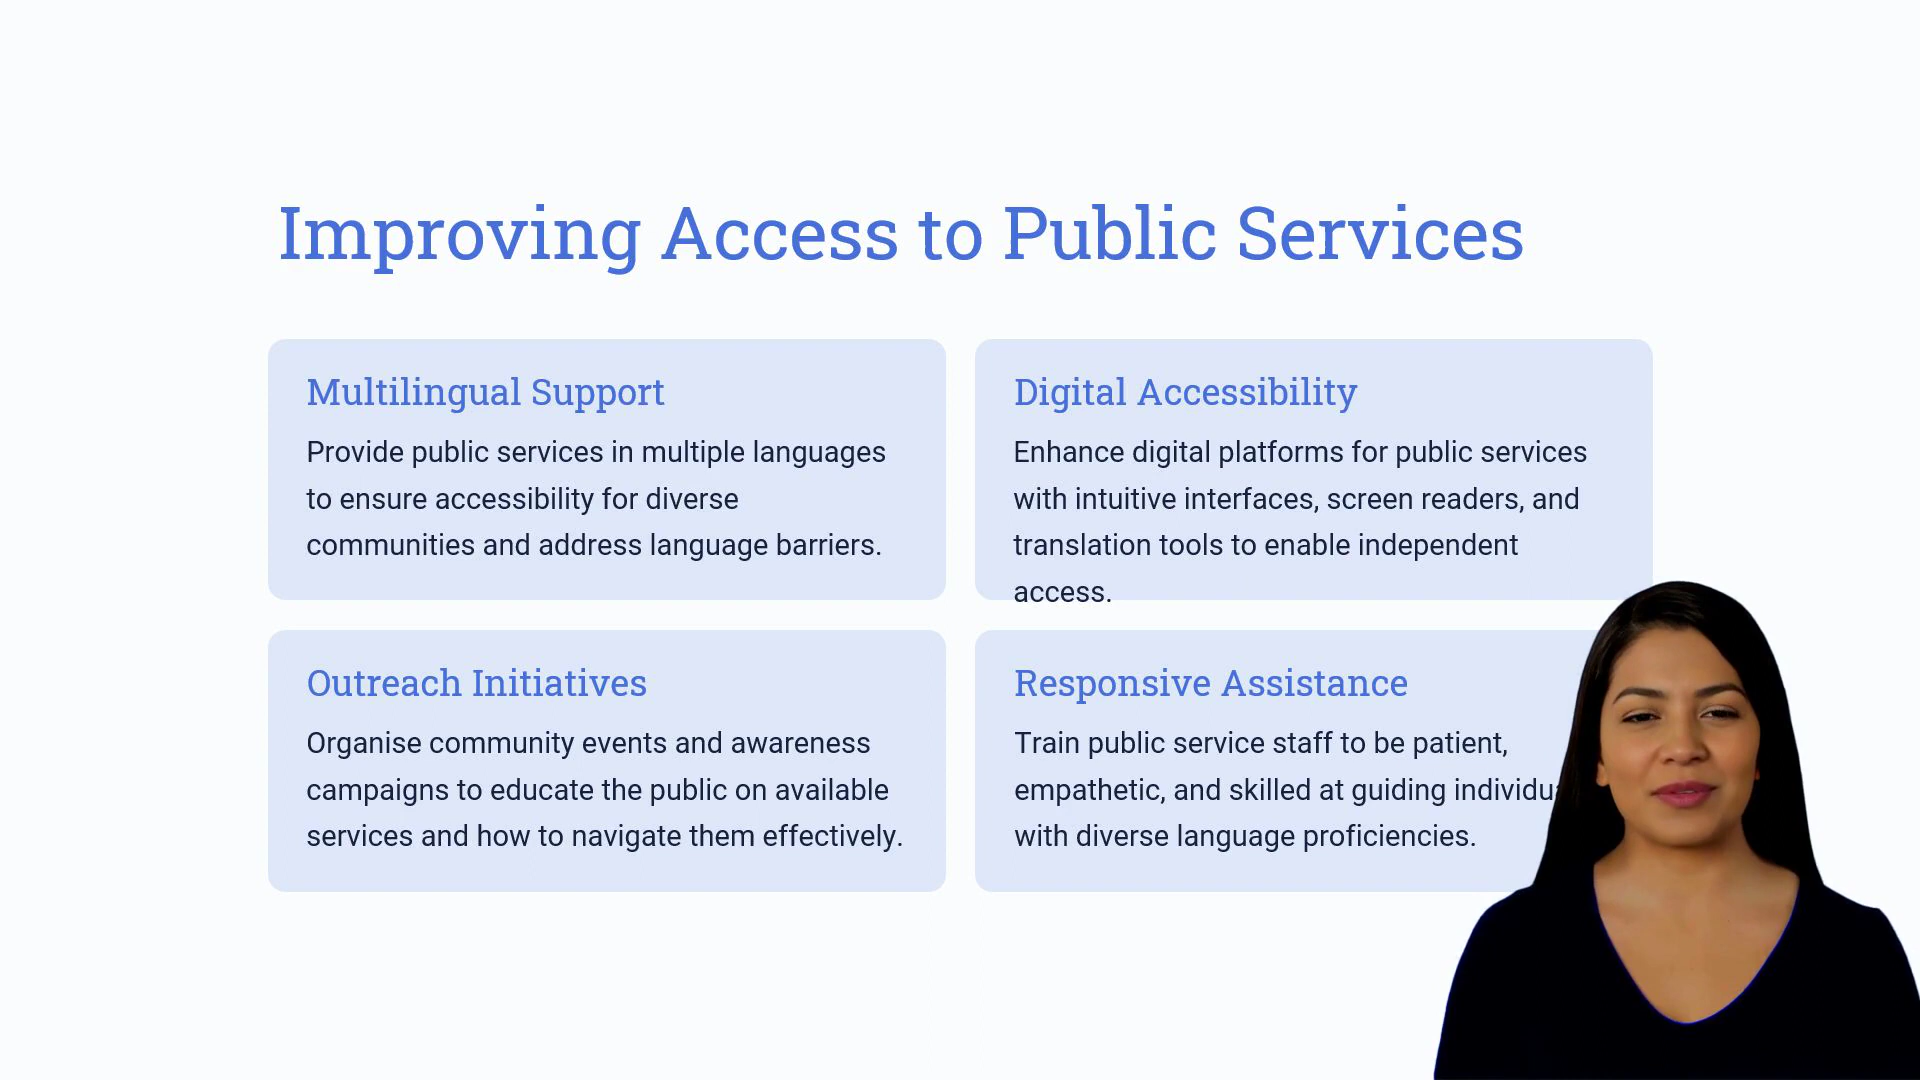 Improving Access to Public Services
Multilingual Support
Provide public services in multiple languages
to ensure accessibility for diverse
communities and address language barriers.
Digital Accessibility
Enhance digital platforms for public services
with intuitive interfaces, screen readers, and
translation tools to enable independent
access.
Outreach Initiatives
Organise community events and awareness
campaigns to educate the public on available
services and how to navigate them effectively.
Responsive Assistance
Train public service staff to be patient,
empathetic, and skilled at guiding
with diverse language proficiencies.